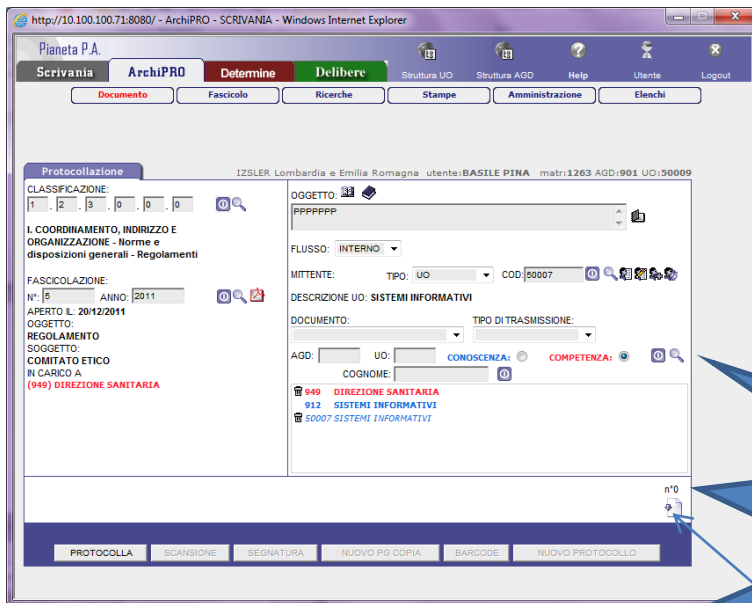 http://10.100.100.71:8080/ - ArchiPRO - SCRIVANIA - Windows Internet Explorer
Pianeta P.A.
Scrivania ArchiPRO Determine Delibere Struttura UO Struttura AGD Help Utente Logout
Documento Fascicolo Ricerche Stampe Amministrazione Elenchi
Protocollazione IZSLER Lombardia e Emilia Romagna utente:BASILE PINA matr:1263 AGD:901 UO:50009
CLASSIFICAZIONE:
1 . 2 . 3 . 0 . 0 . 0
I. COORDINAMENTO, INDIRIZZO E
ORGANIZZAZIONE - Norme e
disposizioni generali - Regolamenti
FASCICOLAZIONE:
N°: 5 ANNO: 2011
APERTO IL: 20/12/2011
OGGETTO:
REGOLAMENTO
SOGGETTO:
COMITATO ETICO
IN CARICO A
(949) DIREZIONE SANITARIA
OGGETTO:
PPPPPPP
FLUSSO: INTERNO
MITTENTE: TIPO: UO COD: 50007
DESCRIZIONE UO: SISTEMI INFORMATIVI
DOCUMENTO: TIPO DI TRASMISSIONE:
AGD: UO: CONOSCENZA: COMPETENZA:
COGNOME:
949 DIREZIONE SANITARIA
912 SISTEMI INFORMATIVI
50007 SISTEMI INFORMATIVI
n°0
PROTOCOLLA SCANSIONE SEGNATURA NUOVO PG COPIA BARCODE NUOVO PROTOCOLLO